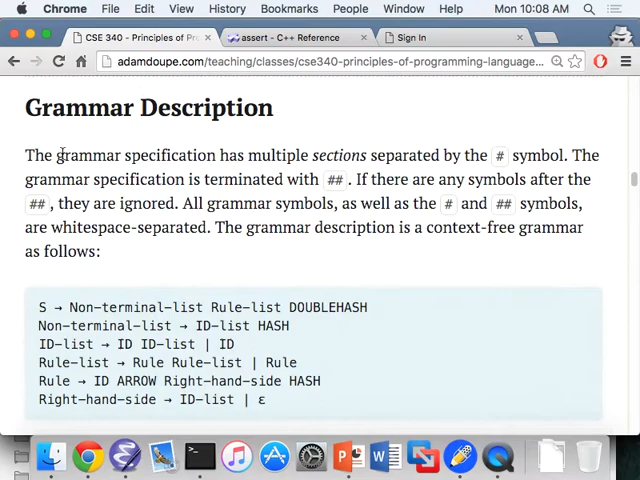 Chrome File Edit View History Bookmarks People Window Help Mon 10:08 AM
CSE 340 - Principles of Pr assert - C++ Reference Sign In
adamdoupe.com/teaching/classes/cse340-principles-of-programming-language...
Grammar Description
The grammar specification has multiple sections separated by the # symbol. The
grammar specification is terminated with ##. If there are any symbols after the
##, they are ignored. All grammar symbols, as well as the # and ## symbols,
are whitespace-separated. The grammar description is a context-free grammar
as follows:
S → Non-terminal-list Rule-list DOUBLEHASH
Non-terminal-list → ID-list HASH
ID-list → ID ID-list | ID
Rule-list → Rule Rule-list | Rule
Rule → ID ARROW Right-hand-side HASH
Right-hand-side → ID-list | ε